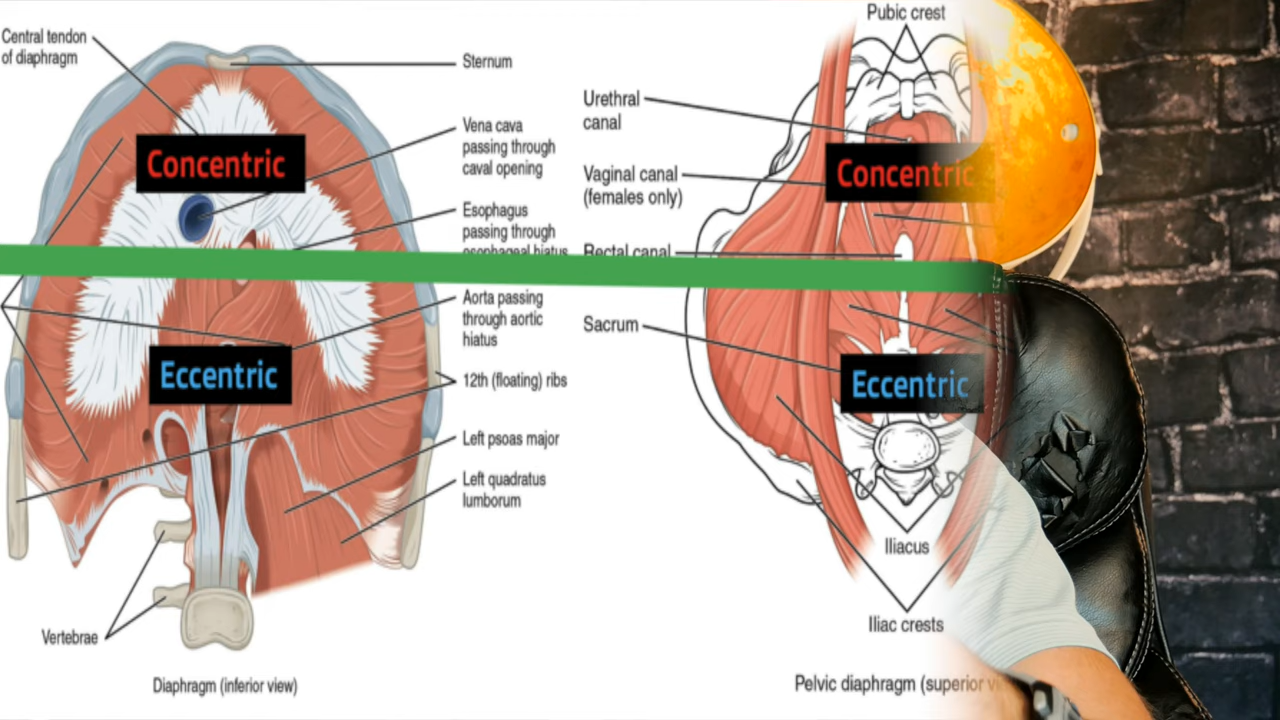 Central tendon
of diaphragm
Sternum
Vena cava
passing through
caval opening
Concentric
Esophagus
passing through
esophageal hiatus
Aorta passing
through aortic
hiatus
Eccentric
12th (floating) ribs
Left psoas major
Left quadratus
lumborum
Vertebrae
Diaphragm (inferior view)
Pubic crest
Urethral
canal
Vaginal canal
(females only)
Concentric
Rectal canal
Sacrum
Eccentric
Iliacus
Iliac crests
Pelvic diaphragm (superior